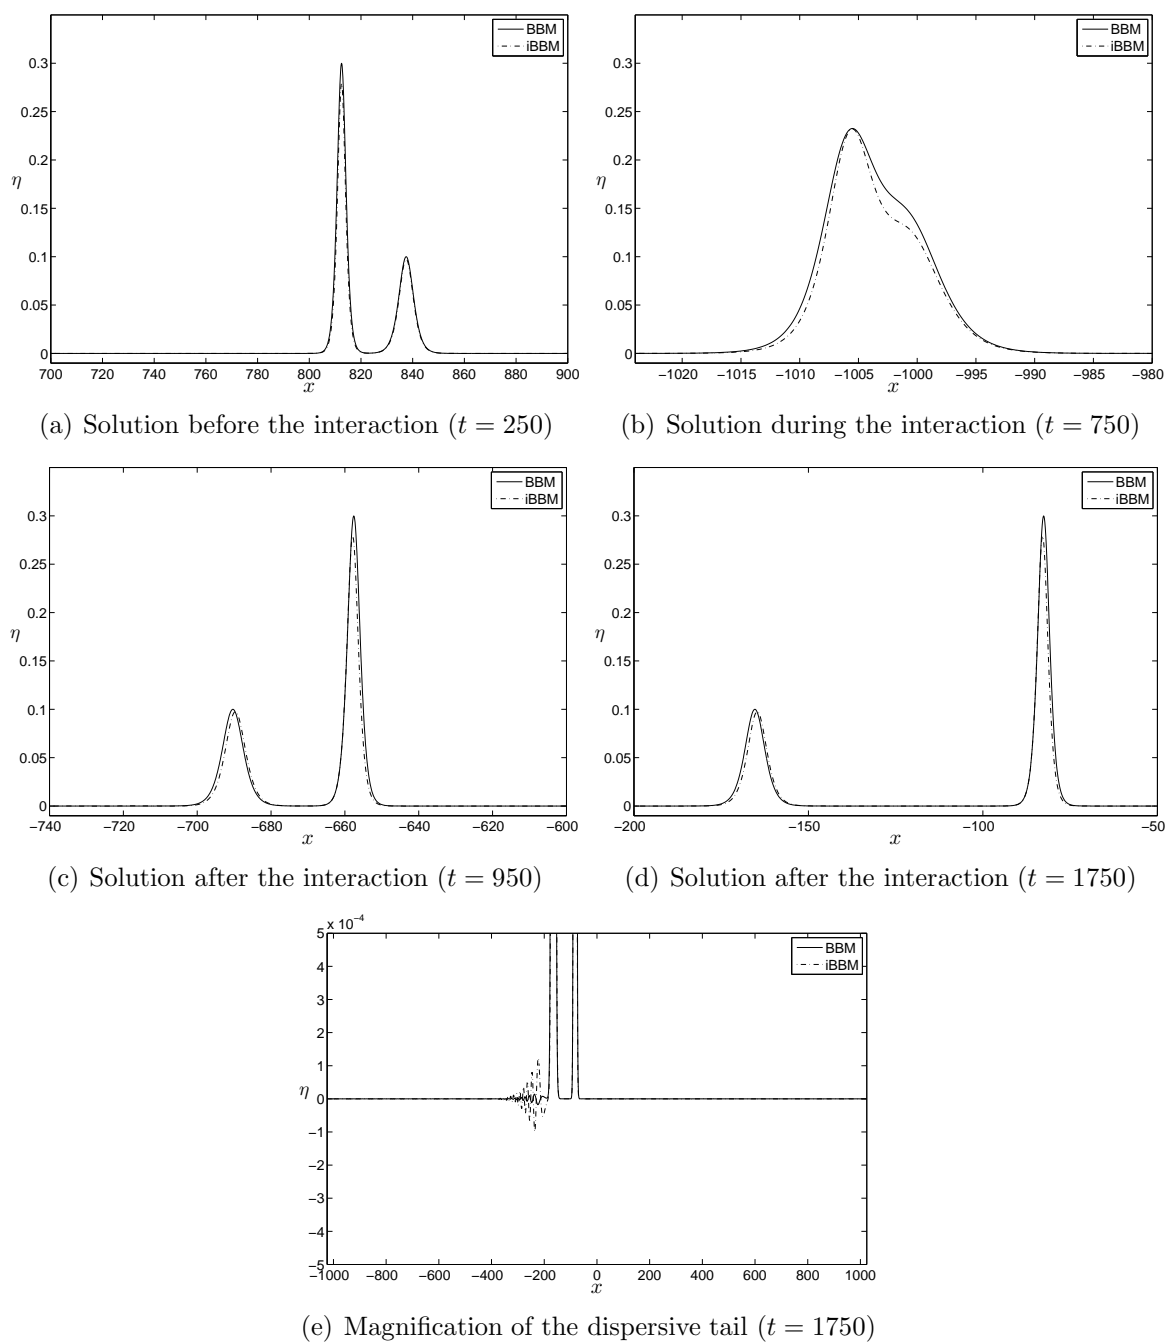 BBM
iBBM
0.3
0.25
0.2
η
0.15
0.1
0.05
0
700 720 740 760 780 800 820 840 860 880 900
x
(a) Solution before the interaction (t = 250)
BBM
iBBM
0.3
0.25
0.2
η
0.15
0.1
0.05
0
−1020 −1015 −1010 −1005 −1000 −995 −990 −985 −980
x
(b) Solution during the interaction (t = 750)
BBM
iBBM
0.3
0.25
0.2
η
0.15
0.1
0.05
0
−740 −720 −700 −680 −660 −640 −620 −600
x
(c) Solution after the interaction (t = 950)
BBM
iBBM
0.3
0.25
0.2
η
0.15
0.1
0.05
0
−200 −150 −100 −50
x
(d) Solution after the interaction (t = 1750)
x 10⁻⁴
BBM
iBBM
5
4
3
2
1
η
0
−1
−2
−3
−4
−5
−1000 −800 −600 −400 −200 0 200 400 600 800 1000
x
(e) Magnification of the dispersive tail (t = 1750)